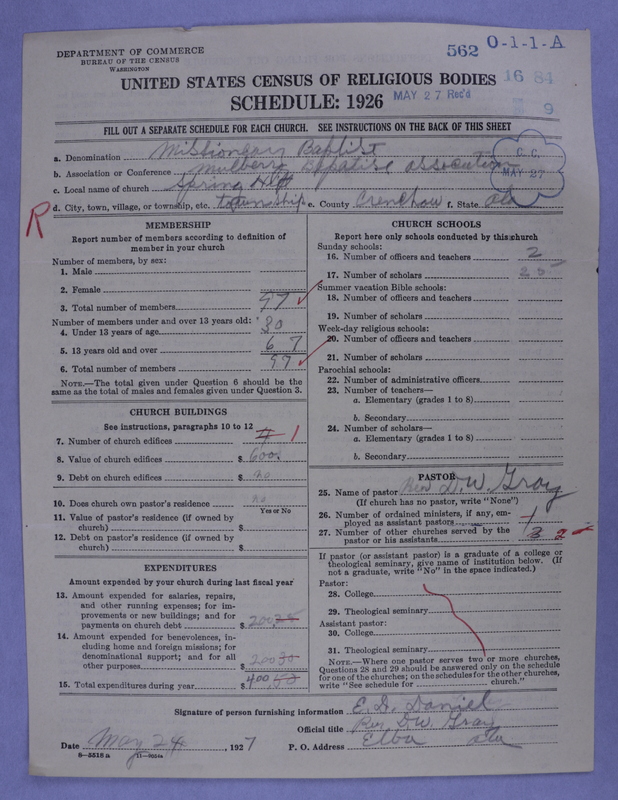 DEPARTMENT OF COMMERCE
BUREAU OF THE CENSUS
WASHINGTON
562 0-1-1-A
UNITED STATES CENSUS OF RELIGIOUS BODIES
16 84
SCHEDULE: 1926
MAY 27 Rec'd
9
FILL OUT A SEPARATE SCHEDULE FOR EACH CHURCH. SEE INSTRUCTIONS ON THE BACK OF THIS SHEET
a. Denomination Missionary Baptist
b. Association or Conference Mulberry Bapatise association
C. C.
MAY 27
c. Local name of church Spring Hill
d. City, town, village, or township, etc. township e. County Crenchow f. State Ala
R
MEMBERSHIP
Report number of members according to definition of
member in your church
Number of members, by sex:
1. Male
2. Female
3. Total number of members 97
Number of members under and over 13 years old:
4. Under 13 years of age 30
5. 13 years old and over 67
6. Total number of members 97
NOTE.—The total given under Question 6 should be the
same as the total of males and females given under Question 3.
CHURCH BUILDINGS
See instructions, paragraphs 10 to 12
7. Number of church edifices 1
8. Value of church edifices $ 600.
9. Debt on church edifices $ no
10. Does church own pastor's residence no
Yes or No
11. Value of pastor's residence (if owned by
church) $
12. Debt on pastor's residence (if owned by
church) $
EXPENDITURES
Amount expended by your church during last fiscal year
13. Amount expended for salaries, repairs,
and other running expenses; for im-
provements or new buildings; and for
payments on church debt $ 200.25
14. Amount expended for benevolences, in-
cluding home and foreign missions; for
denominational support; and for all
other purposes $ 200
15. Total expenditures during year $ 400
CHURCH SCHOOLS
Report here only schools conducted by this church
Sunday schools:
16. Number of officers and teachers 2
17. Number of scholars 25
Summer vacation Bible schools:
18. Number of officers and teachers
19. Number of scholars
Week-day religious schools:
20. Number of officers and teachers
21. Number of scholars
Parochial schools:
22. Number of administrative officers
23. Number of teachers—
a. Elementary (grades 1 to 8)
b. Secondary
24. Number of scholars—
a. Elementary (grades 1 to 8)
b. Secondary
PASTOR
25. Name of pastor Rev D. W. Gray
(If church has no pastor, write "None")
26. Number of ordained ministers, if any, em-
ployed as assistant pastors 1
27. Number of other churches served by the
pastor or his assistants 3 2
If pastor (or assistant pastor) is a graduate of a college or
theological seminary, give name of institution below. (If
not a graduate, write "No" in the space indicated.)
Pastor:
28. College
29. Theological seminary
Assistant pastor:
30. College
31. Theological seminary
NOTE.—Where one pastor serves two or more churches,
Questions 28 and 29 should be answered only on the schedule
for one of the churches; on the schedules for the other churches,
write "See schedule for church."
Signature of person furnishing information E. D. Daniel
Official title Rev D. W. Gray
Date May 24, 1927 P. O. Address Elba Ala
8-5518 a 11-9024a